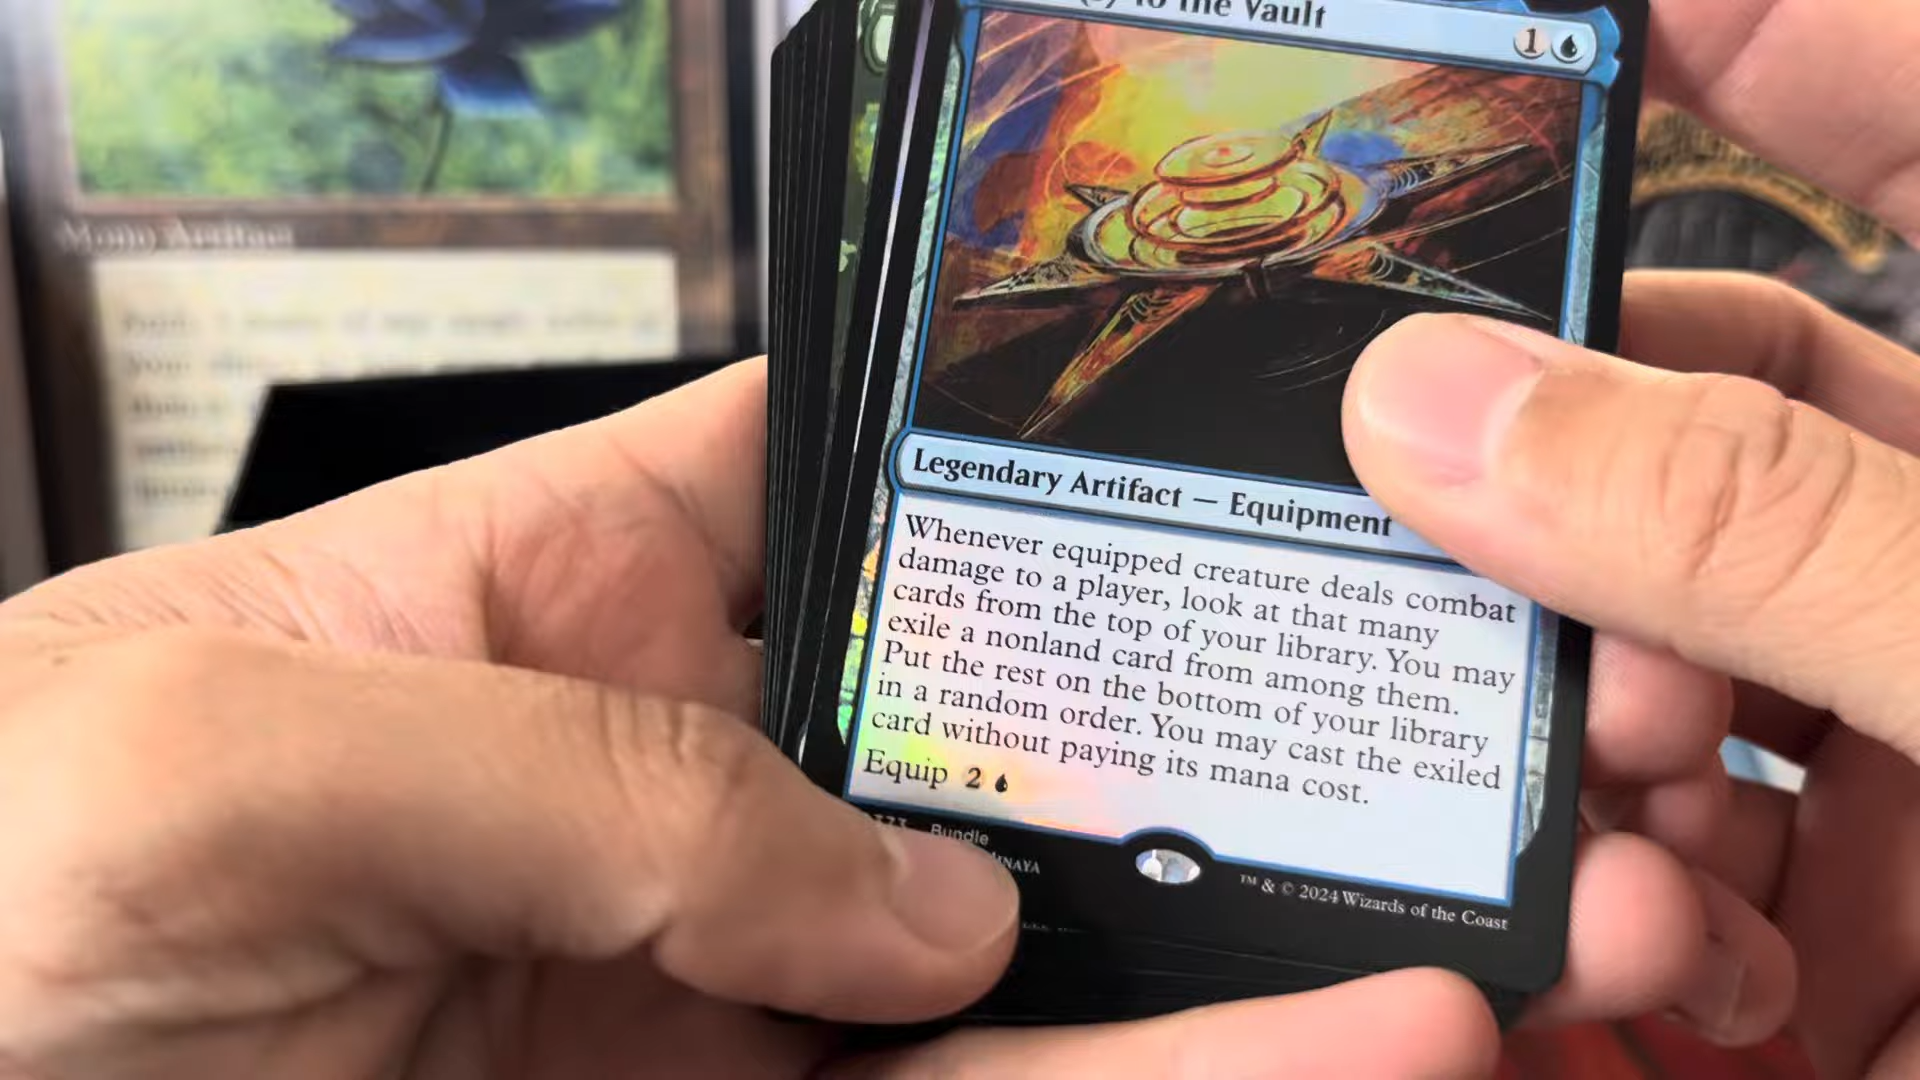 to the Vault
1
Mono Artifact
Legendary Artifact — Equipment
Whenever equipped creature deals combat
damage to a player, look at that many
cards from the top of your library. You may
exile a nonland card from among them.
Put the rest on the bottom of your library
in a random order. You may cast the exiled
card without paying its mana cost.
Equip 2
Bundle
™ & © 2024 Wizards of the Coast